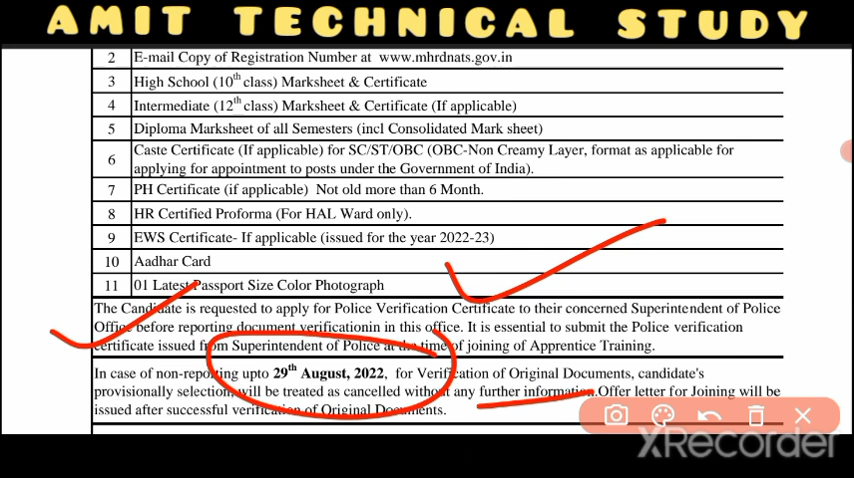 AMIT TECHNICAL STUDY
2 E-mail Copy of Registration Number at www.mhrdnats.gov.in
3 High School (10th class) Marksheet & Certificate
4 Intermediate (12th class) Marksheet & Certificate (If applicable)
5 Diploma Marksheet of all Semesters (incl Consolidated Mark sheet)
6 Caste Certificate (If applicable) for SC/ST/OBC (OBC-Non Creamy Layer, format as applicable for
applying for appointment to posts under the Government of India).
7 PH Certificate (if applicable) Not old more than 6 Month.
8 HR Certified Proforma (For HAL Ward only).
9 EWS Certificate- If applicable (issued for the year 2022-23)
10 Aadhar Card
11 01 Latest Passport Size Color Photograph
The Candidate is requested to apply for Police Verification Certificate to their concerned Superintendent of Police
Office before reporting document verificationin in this office. It is essential to submit the Police verification
certificate issued from Superintendent of Police at the time of joining of Apprentice Training.
In case of non-reporting upto 29th August, 2022, for Verification of Original Documents, candidate's
provisionally selection, will be treated as cancelled without any further information.Offer letter for Joining will be
issued after successful verification of Original Documents.
XRecorder